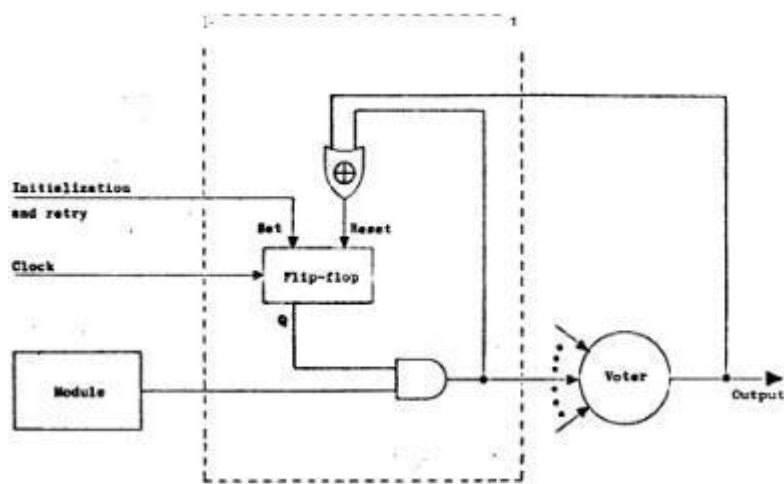 Initialization
and retry
Set
Reset
Clock
Flip-flop
Q
Module
Voter
Output